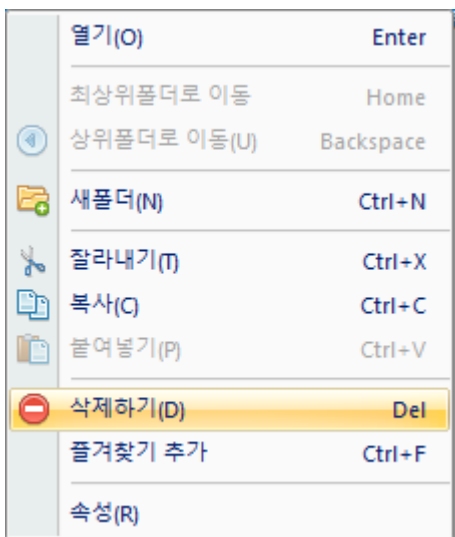 열기(O) Enter
최상위폴더로 이동 Home
상위폴더로 이동(U) Backspace
새폴더(N) Ctrl+N
잘라내기(T) Ctrl+X
복사(C) Ctrl+C
붙여넣기(P) Ctrl+V
삭제하기(D) Del
즐겨찾기 추가 Ctrl+F
속성(R)